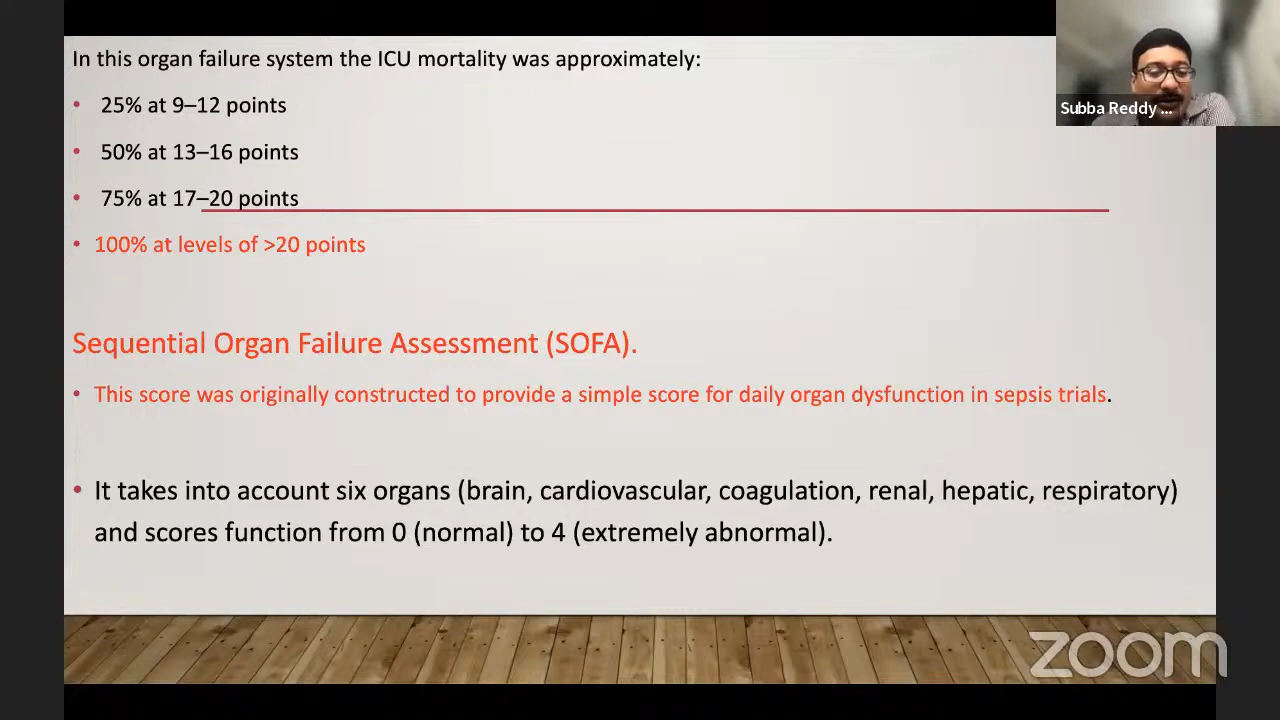 In this organ failure system the ICU mortality was approximately:
• 25% at 9–12 points
• 50% at 13–16 points
• 75% at 17–20 points
• 100% at levels of >20 points
Sequential Organ Failure Assessment (SOFA).
• This score was originally constructed to provide a simple score for daily organ dysfunction in sepsis trials.
• It takes into account six organs (brain, cardiovascular, coagulation, renal, hepatic, respiratory)
and scores function from 0 (normal) to 4 (extremely abnormal).
Subba Reddy ...
zoom